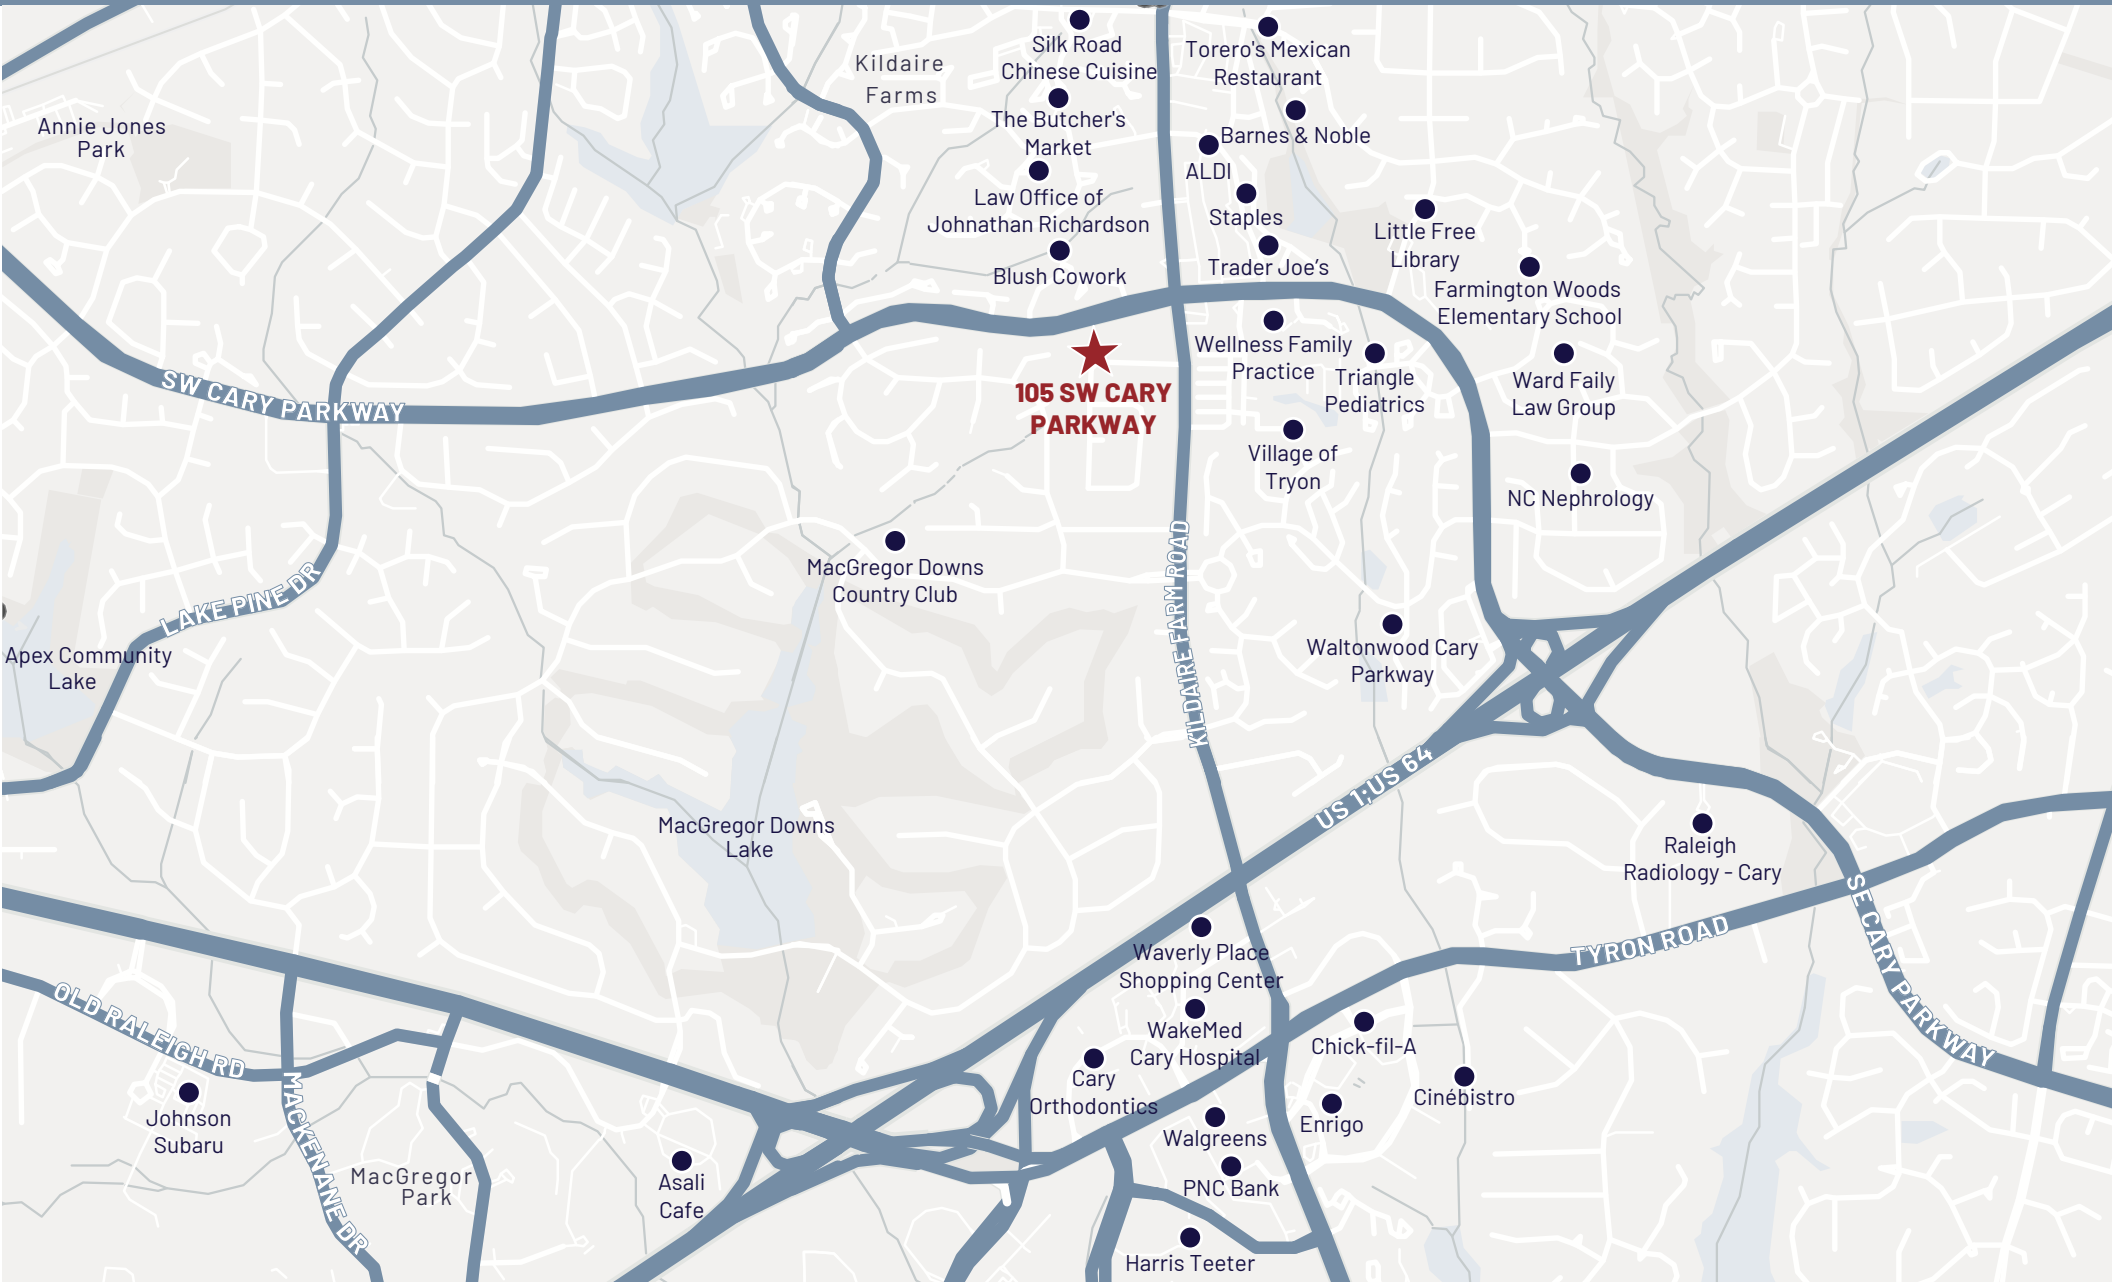 Silk Road
Chinese Cuisine
Torero's Mexican
Restaurant
Kildaire
Farms
The Butcher's
Market
Barnes & Noble
Annie Jones
Park
ALDI
Law Office of
Johnathan Richardson
Staples
Little Free
Library
Blush Cowork
Trader Joe’s
Farmington Woods
Elementary School
Wellness Family
Practice
Triangle
Pediatrics
Ward Faily
Law Group
105 SW CARY
PARKWAY
SW CARY PARKWAY
Village of
Tryon
NC Nephrology
MacGregor Downs
Country Club
LAKE PINE DR
KILDAIRE FARM ROAD
Apex Community
Lake
Waltonwood Cary
Parkway
US 1;US 64
MacGregor Downs
Lake
Raleigh
Radiology - Cary
SE CARY PARKWAY
TYRON ROAD
Waverly Place
Shopping Center
OLD RALEIGH RD
WakeMed
Cary Hospital
Chick-fil-A
Cary
Orthodontics
Cinébistro
Johnson
Subaru
MACKENANE DR
Enrigo
Walgreens
MacGregor
Park
Asali
Cafe
PNC Bank
Harris Teeter